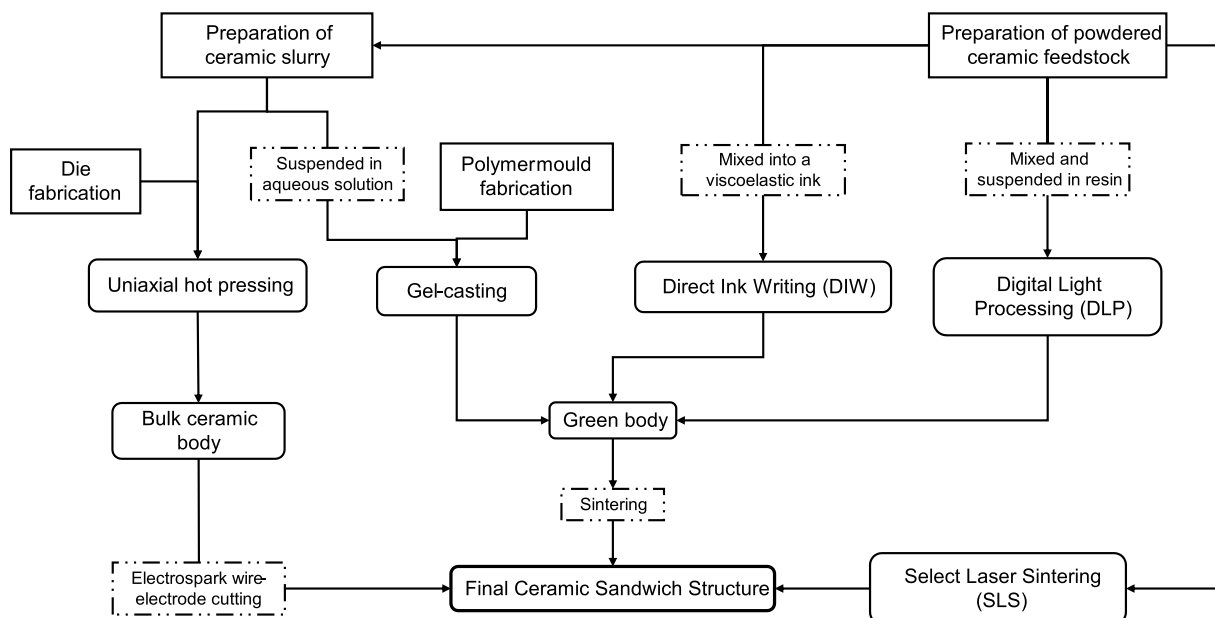 Preparation of
ceramic slurry
Preparation of powdered
ceramic feedstock
Die
fabrication
Suspended in
aqueous solution
Polymermould
fabrication
Mixed into a
viscoelastic ink
Mixed and
suspended in resin
Uniaxial hot pressing
Gel-casting
Direct Ink Writing (DIW)
Digital Light
Processing (DLP)
Bulk ceramic
body
Green body
Sintering
Electrospark wire-
electrode cutting
Final Ceramic Sandwich Structure
Select Laser Sintering
(SLS)